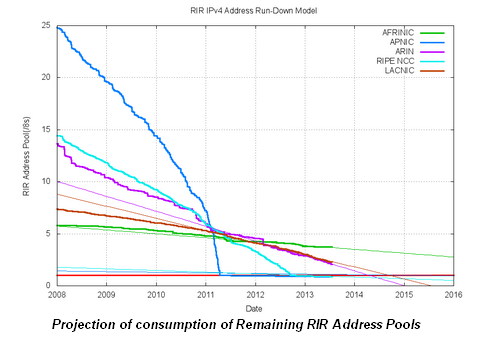 RIR IPv4 Address Run-Down Model
AFRINIC
APNIC
ARIN
RIPE NCC
LACNIC
RIR Address Pool(/8s)
25
20
15
10
5
0
2008 2009 2010 2011 2012 2013 2014 2015 2016
Date
Projection of consumption of Remaining RIR Address Pools